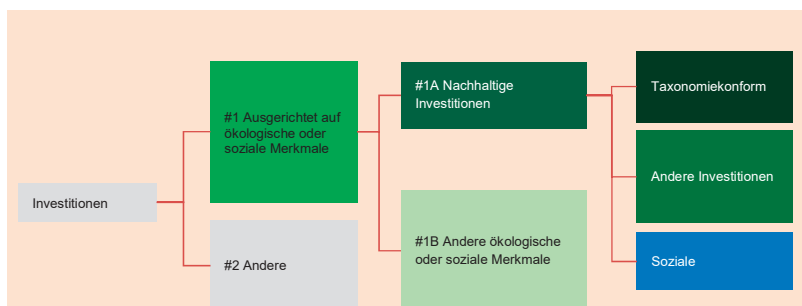 Investitionen
#1 Ausgerichtet auf
ökologische oder
soziale Merkmale
#2 Andere
#1A Nachhaltige
Investitionen
#1B Andere ökologische
oder soziale Merkmale
Taxonomiekonform
Andere Investitionen
Soziale